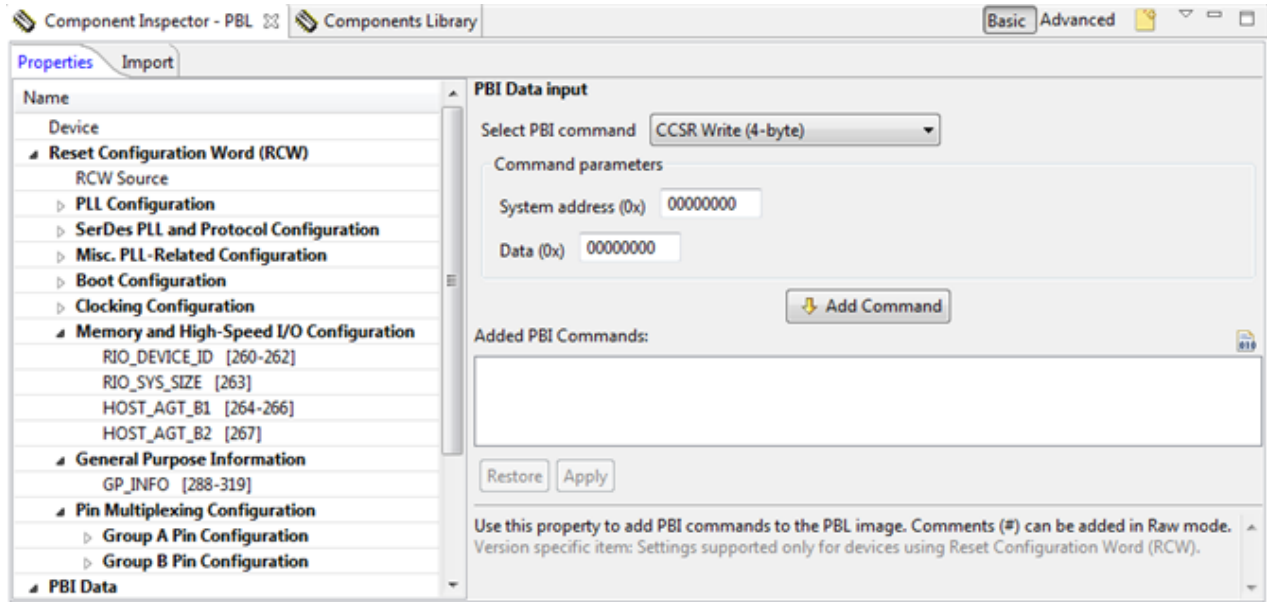 Component Inspector - PBL
Components Library
Basic
Advanced
Properties
Import
Name
Device
Reset Configuration Word (RCW)
RCW Source
PLL Configuration
SerDes PLL and Protocol Configuration
Misc. PLL-Related Configuration
Boot Configuration
Clocking Configuration
Memory and High-Speed I/O Configuration
RIO_DEVICE_ID [260-262]
RIO_SYS_SIZE [263]
HOST_AGT_B1 [264-266]
HOST_AGT_B2 [267]
General Purpose Information
GP_INFO [288-319]
Pin Multiplexing Configuration
Group A Pin Configuration
Group B Pin Configuration
PBI Data
PBI Data input
Select PBI command CCSR Write (4-byte)
Command parameters
System address (0x) 00000000
Data (0x) 00000000
Add Command
Added PBI Commands:
010
Restore
Apply
Use this property to add PBI commands to the PBL image. Comments (#) can be added in Raw mode.
Version specific item: Settings supported only for devices using Reset Configuration Word (RCW).